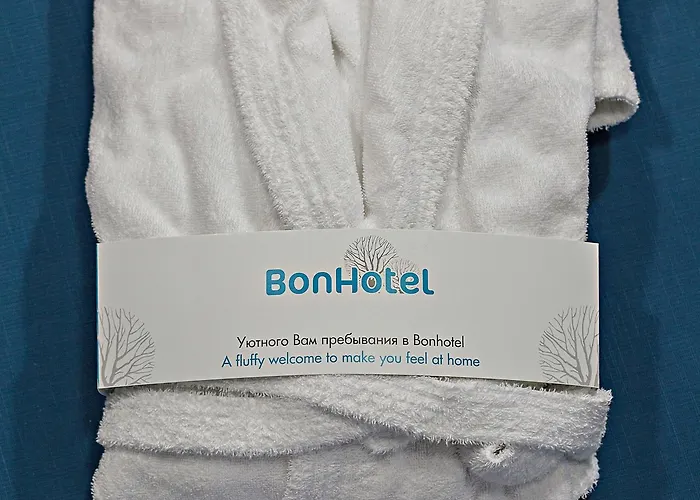 BonHotel
Уютного Вам пребывания в Bonhotel
A fluffy welcome to make you feel at home